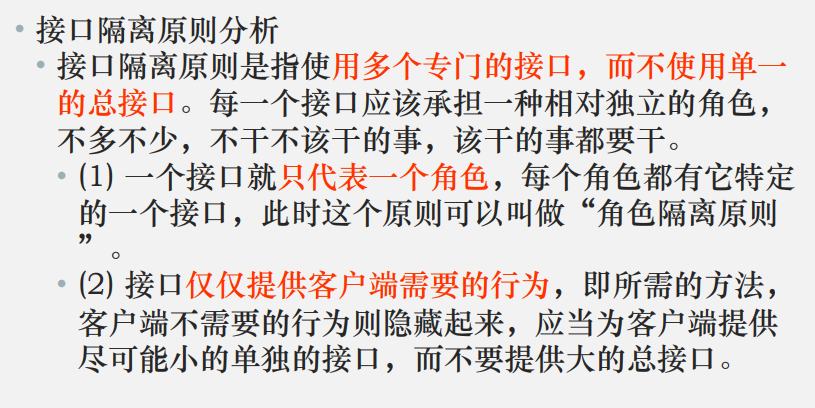 接口隔离原则分析
接口隔离原则是指使用多个专门的接口，而不使用单一
的总接口。每一个接口应该承担一种相对独立的角色，
不多不少，不干不该干的事，该干的事都要干。
(1) 一个接口就只代表一个角色，每个角色都有它特定
的一个接口，此时这个原则可以叫做“角色隔离原则
”。
(2) 接口仅仅提供客户端需要的行为，即所需的方法，
客户端不需要的行为则隐藏起来，应当为客户端提供
尽可能小的单独的接口，而不要提供大的总接口。